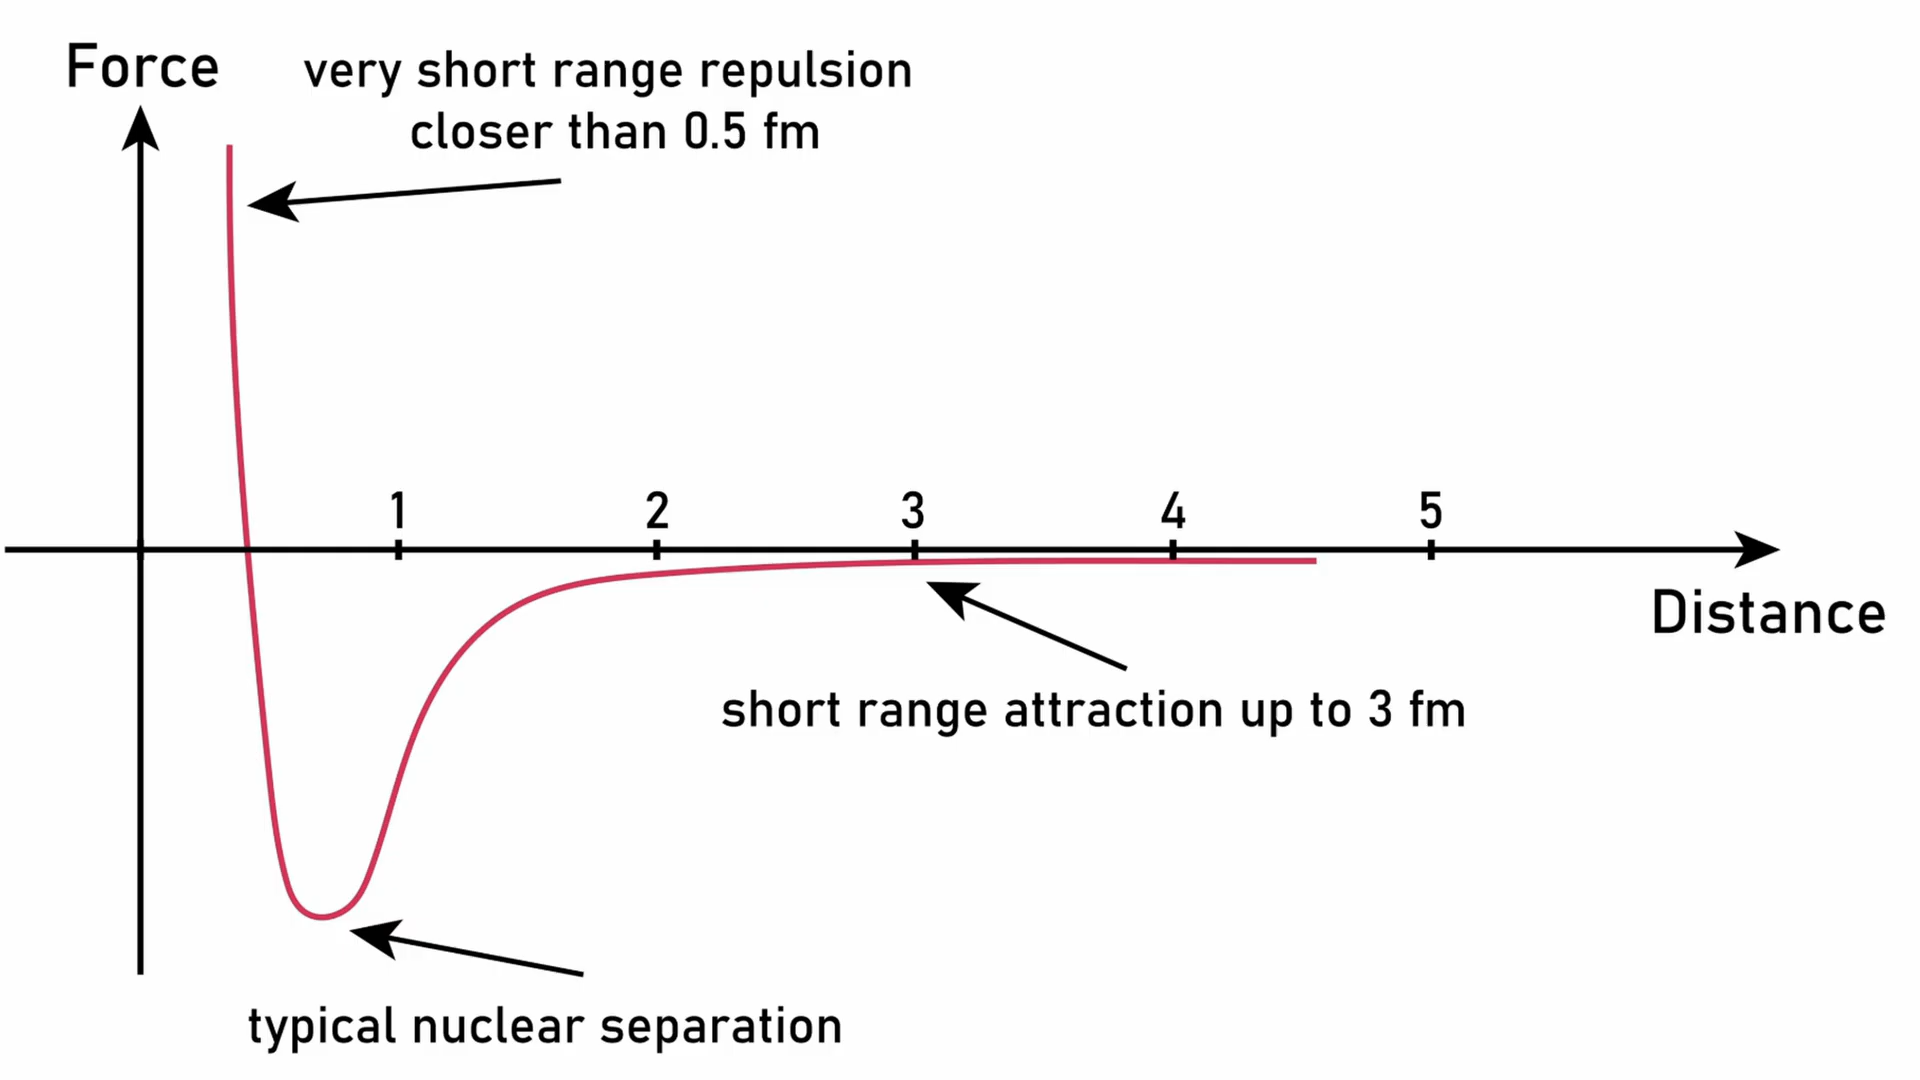 Force
very short range repulsion
closer than 0.5 fm
1 2 3 4 5
Distance
short range attraction up to 3 fm
typical nuclear separation